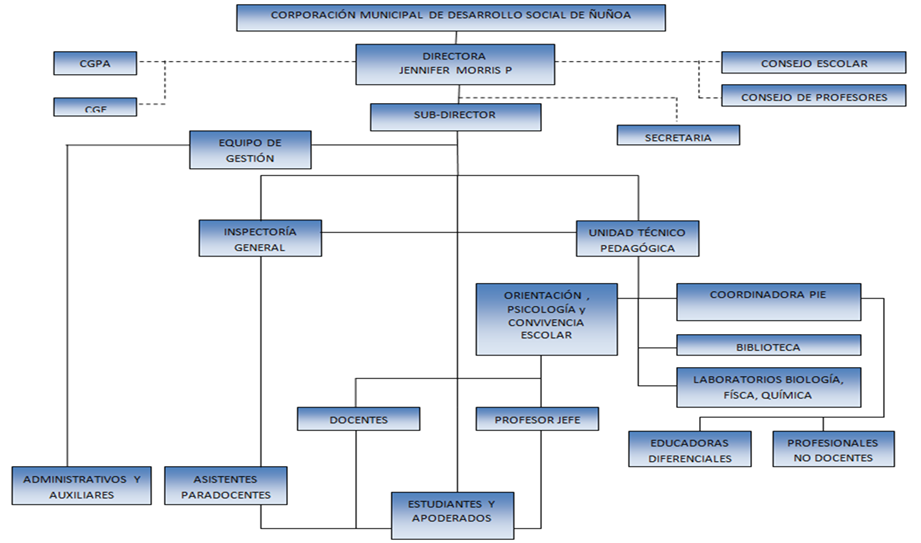 CORPORACIÓN MUNICIPAL DE DESARROLLO SOCIAL DE ÑUÑOA
DIRECTORA
JENNIFER MORRIS P
CGPA
CONSEJO ESCOLAR
CGE
CONSEJO DE PROFESORES
SUB-DIRECTOR
SECRETARIA
EQUIPO DE
GESTIÓN
INSPECTORÍA
GENERAL
UNIDAD TÉCNICO
PEDAGÓGICA
ORIENTACIÓN ,
PSICOLOGÍA y
CONVIVENCIA
ESCOLAR
COORDINADORA PIE
BIBLIOTECA
LABORATORIOS BIOLOGÍA,
FÍSCA, QUÍMICA
DOCENTES
PROFESOR JEFE
EDUCADORAS
DIFERENCIALES
PROFESIONALES
NO DOCENTES
ADMINISTRATIVOS Y
AUXILIARES
ASISTENTES
PARADOCENTES
ESTUDIANTES Y
APODERADOS